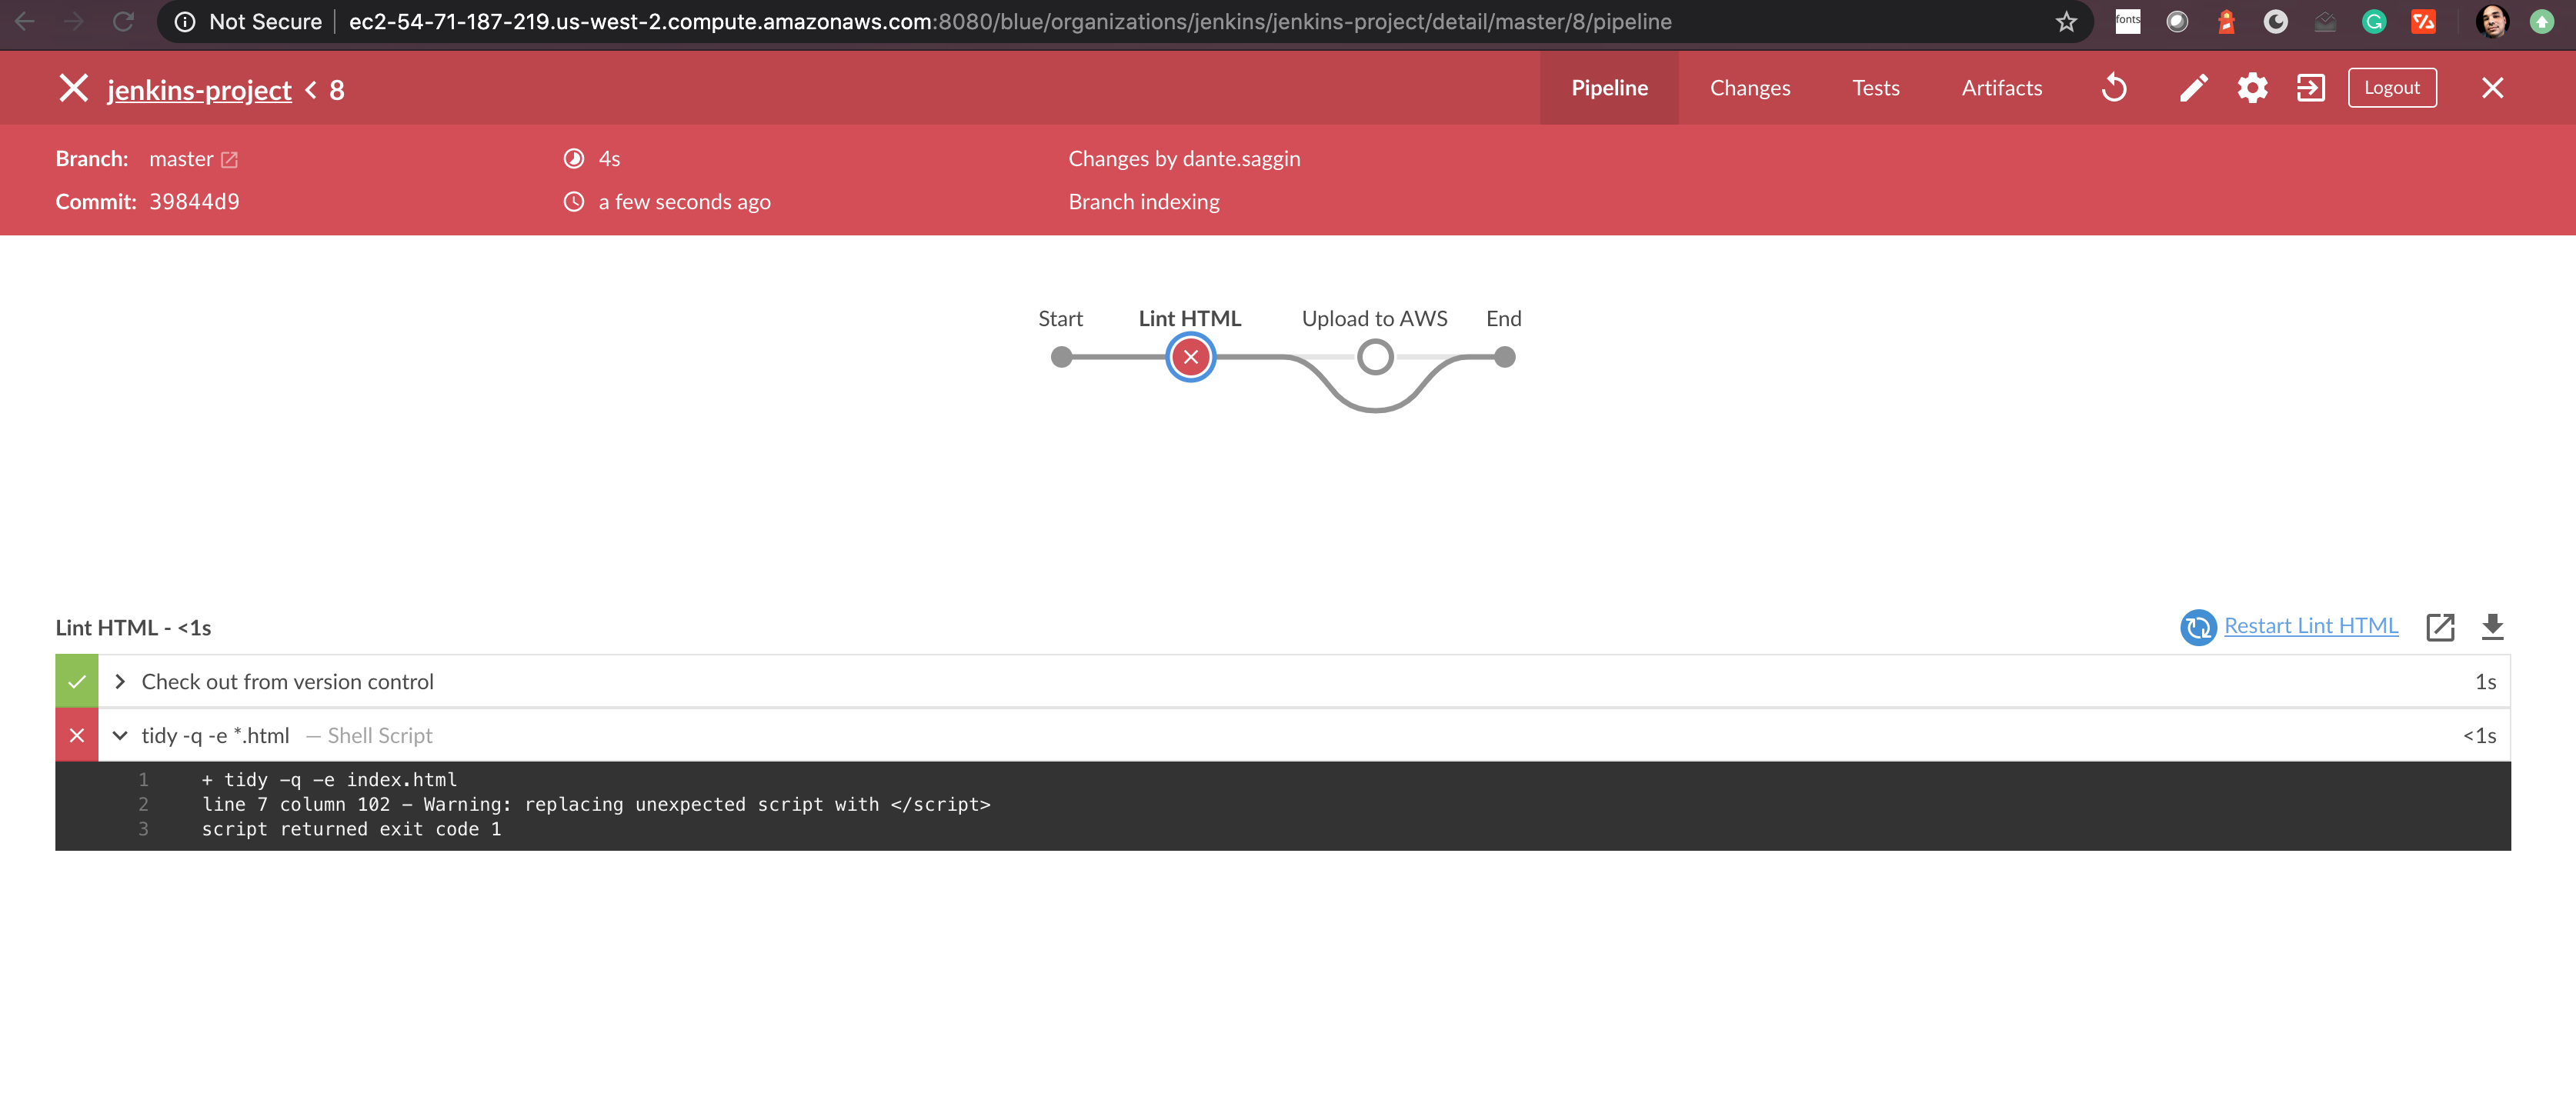 Not Secure ec2-54-71-187-219.us-west-2.compute.amazonaws.com:8080/blue/organizations/jenkins/jenkins-project/detail/master/8/pipeline
fonts
jenkins-project < 8
Pipeline Changes Tests Artifacts Logout
Branch: master 4s Changes by dante.saggin
Commit: 39844d9 a few seconds ago Branch indexing
Start Lint HTML Upload to AWS End
Lint HTML - <1s Restart Lint HTML
Check out from version control 1s
tidy -q -e *.html — Shell Script <1s
1 + tidy -q -e index.html
2 line 7 column 102 - Warning: replacing unexpected script with </script>
3 script returned exit code 1